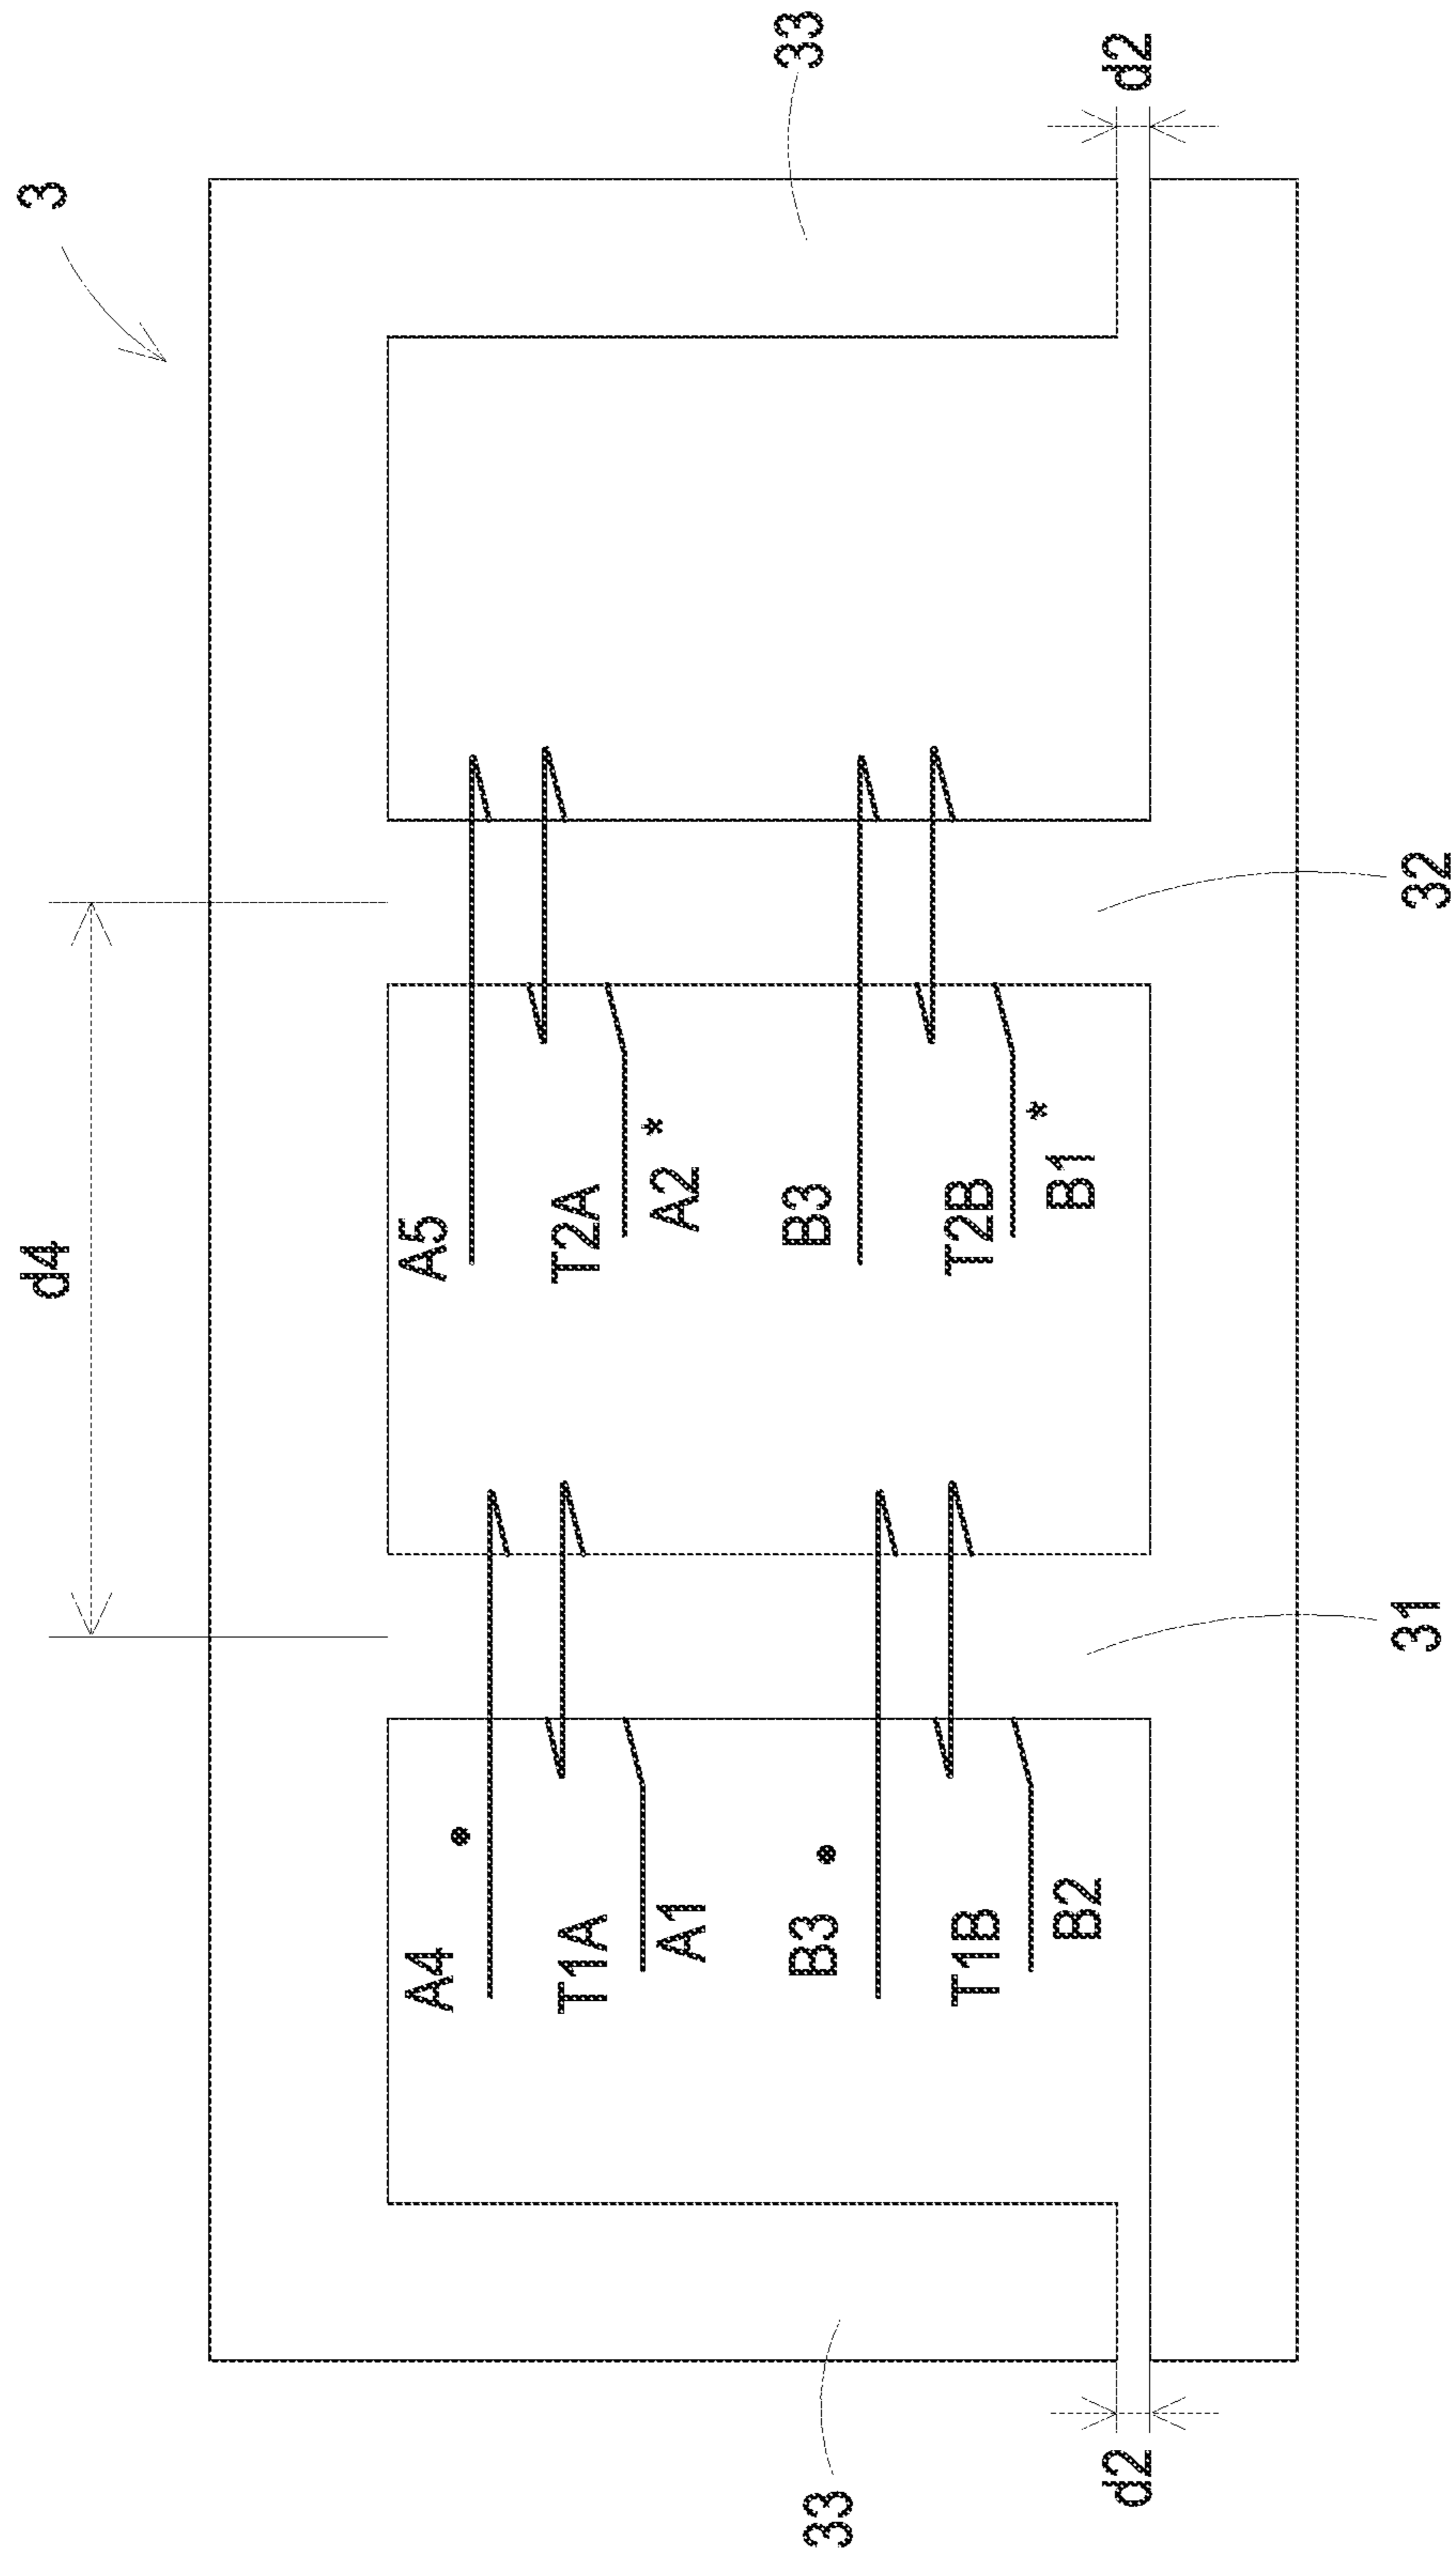 d4
3
A4 •
A5
T1A
T2A
A1
A2 *
33
B3 •
B3
33
T1B
T2B
B2
B1 *
d2
d2
31
32